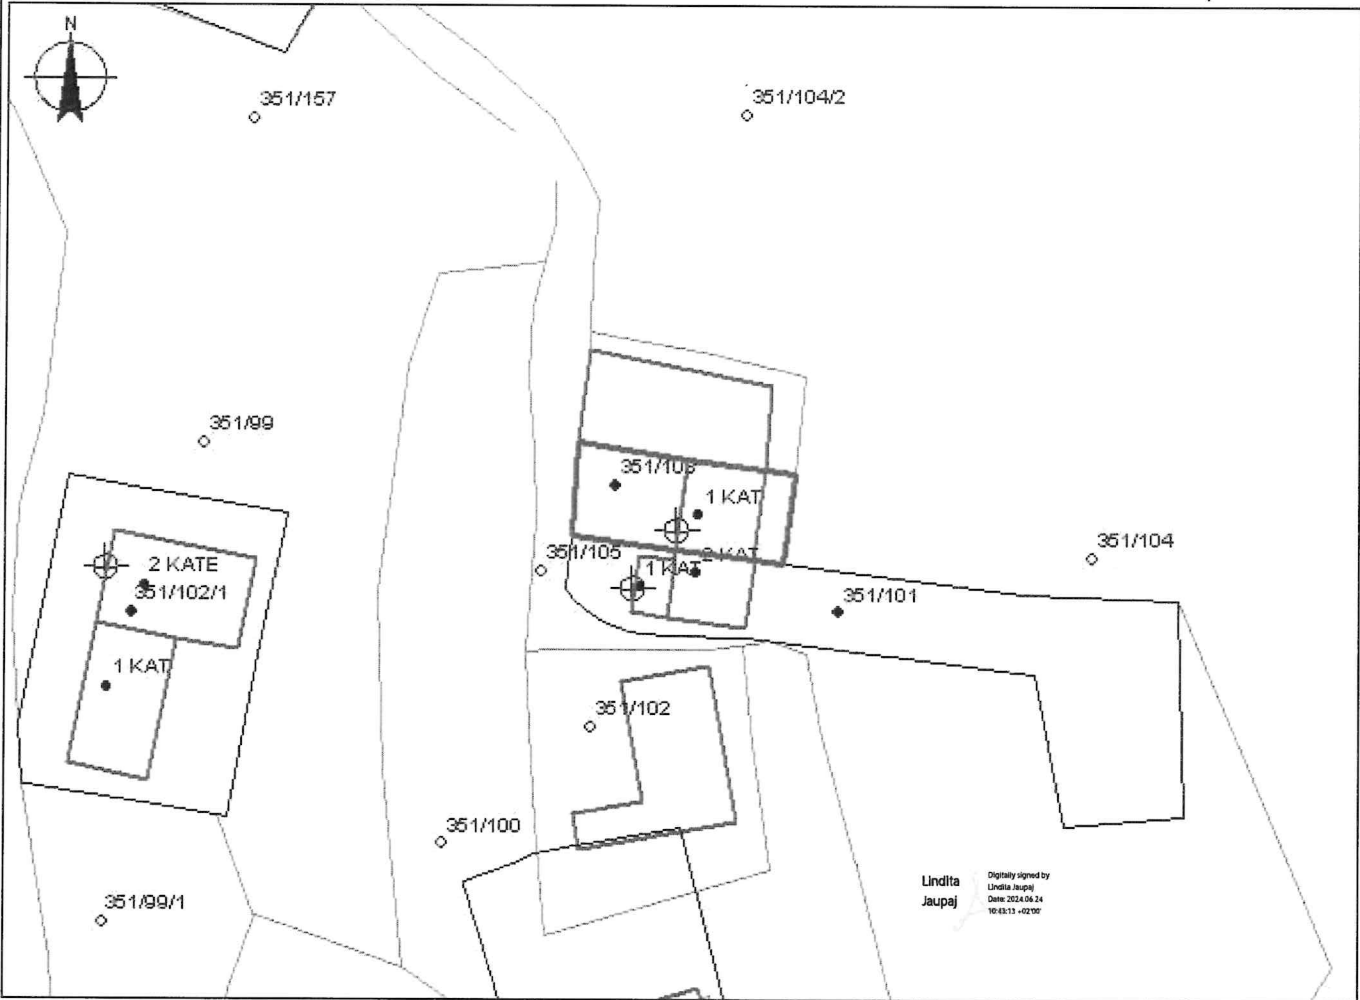 N
351/157
351/104/2
351/99
351/103
1 KAT
351/105
2 KAT
1 KAT
351/104
2 KATE
351/102/1
351/101
1 KAT
351/102
351/100
Lindita
Jaupaj
Digitally signed by
Lindita Jaupaj
Date: 2024.06.24
10:43:13 +02'00'
351/99/1